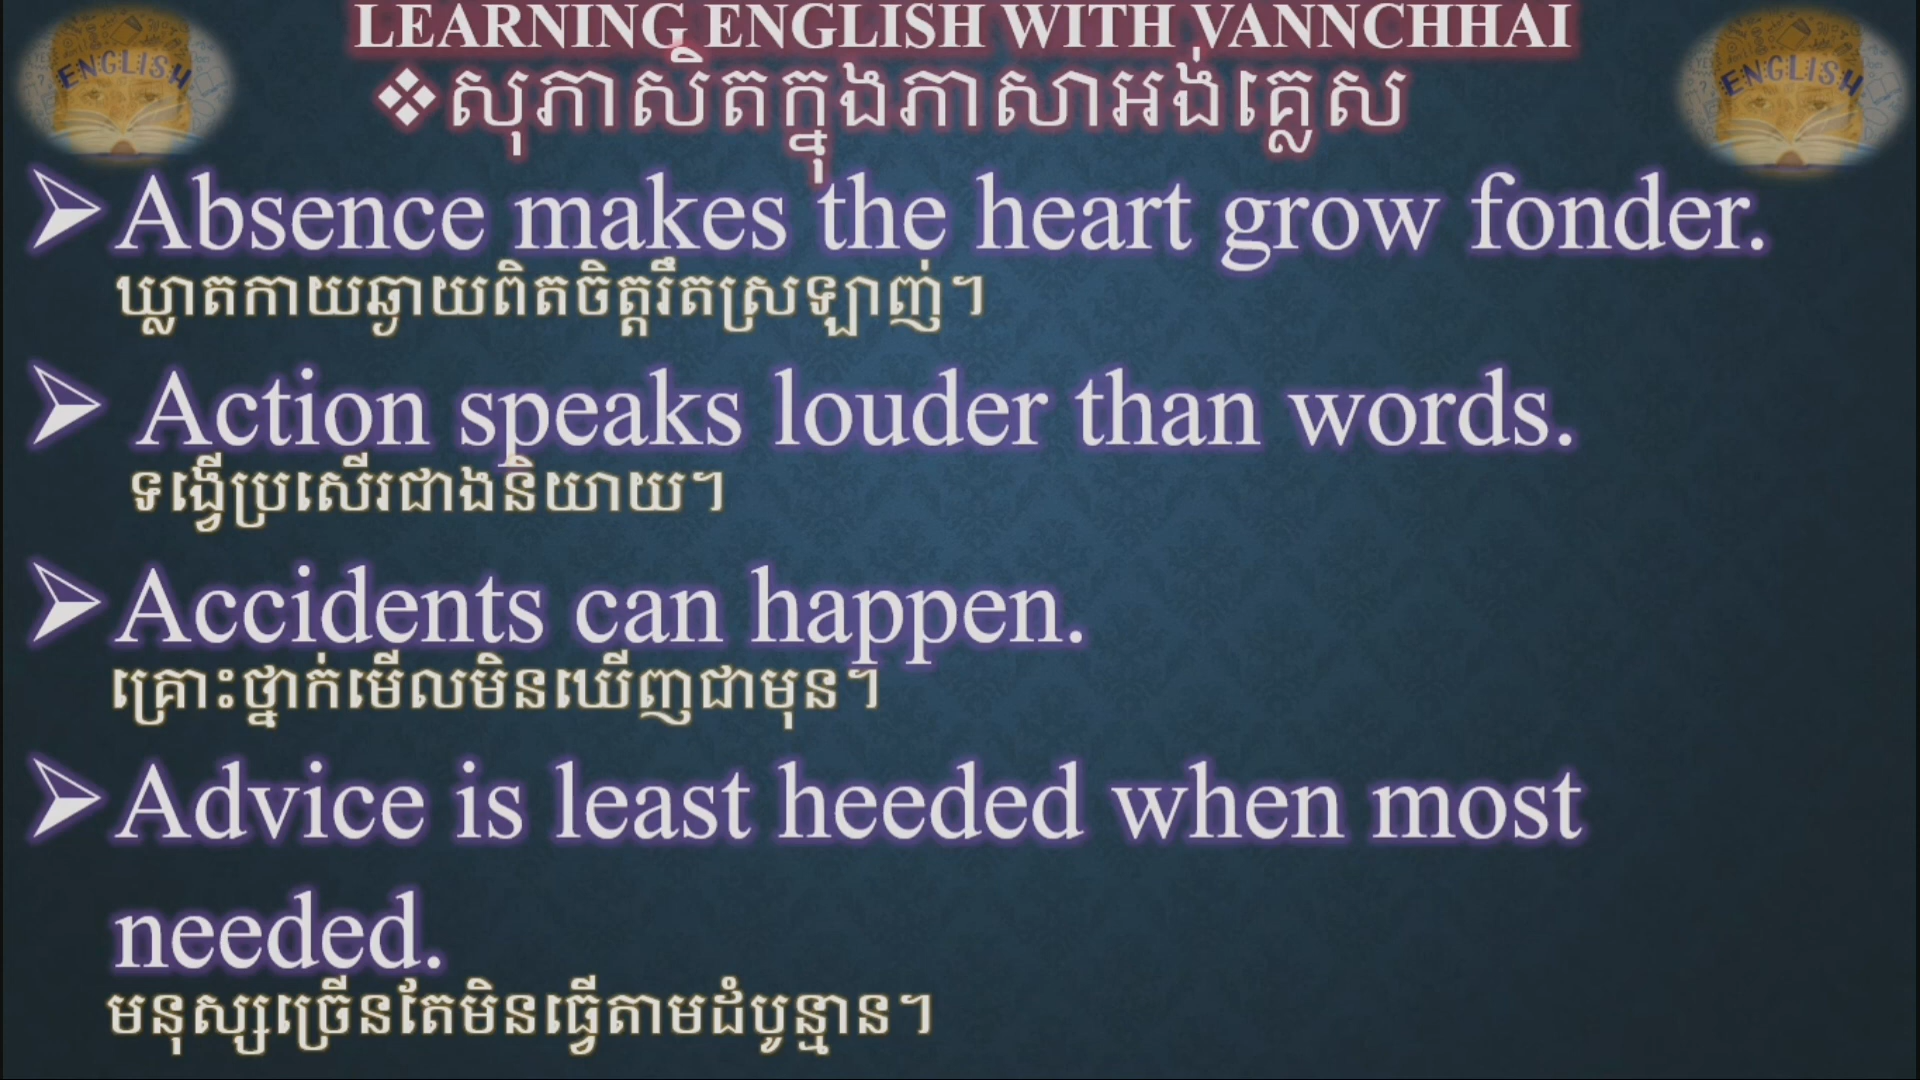 LEARNING ENGLISH WITH VANNCHHAI
❖សុភាសិតក្នុងភាសាអង់គ្លេស
ENGLISH
ENGLISH
➢Absence makes the heart grow fonder.
ឃ្លាតកាយឆ្ងាយពិតចិត្តរឹតស្រឡាញ់។
➢ Action speaks louder than words.
ទង្វើប្រសើរជាងនិយាយ។
➢Accidents can happen.
គ្រោះថ្នាក់មើលមិនឃើញជាមុន។
➢Advice is least heeded when most
needed.
មនុស្សច្រើនតែមិនធ្វើតាមដំបូន្មាន។